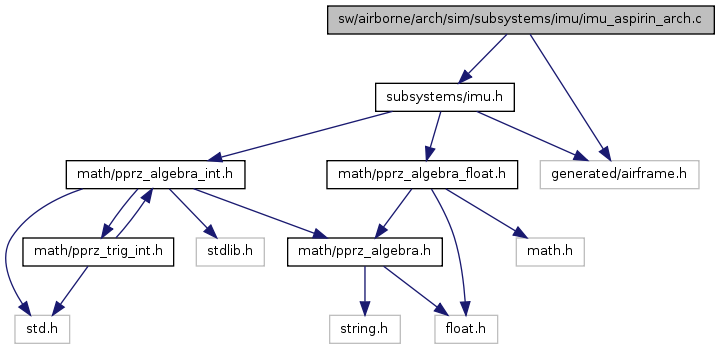 sw/airborne/arch/sim/subsystems/imu/imu_aspirin_arch.c
subsystems/imu.h
math/pprz_algebra_int.h
math/pprz_algebra_float.h
generated/airframe.h
math/pprz_trig_int.h
stdlib.h
math/pprz_algebra.h
math.h
std.h
string.h
float.h